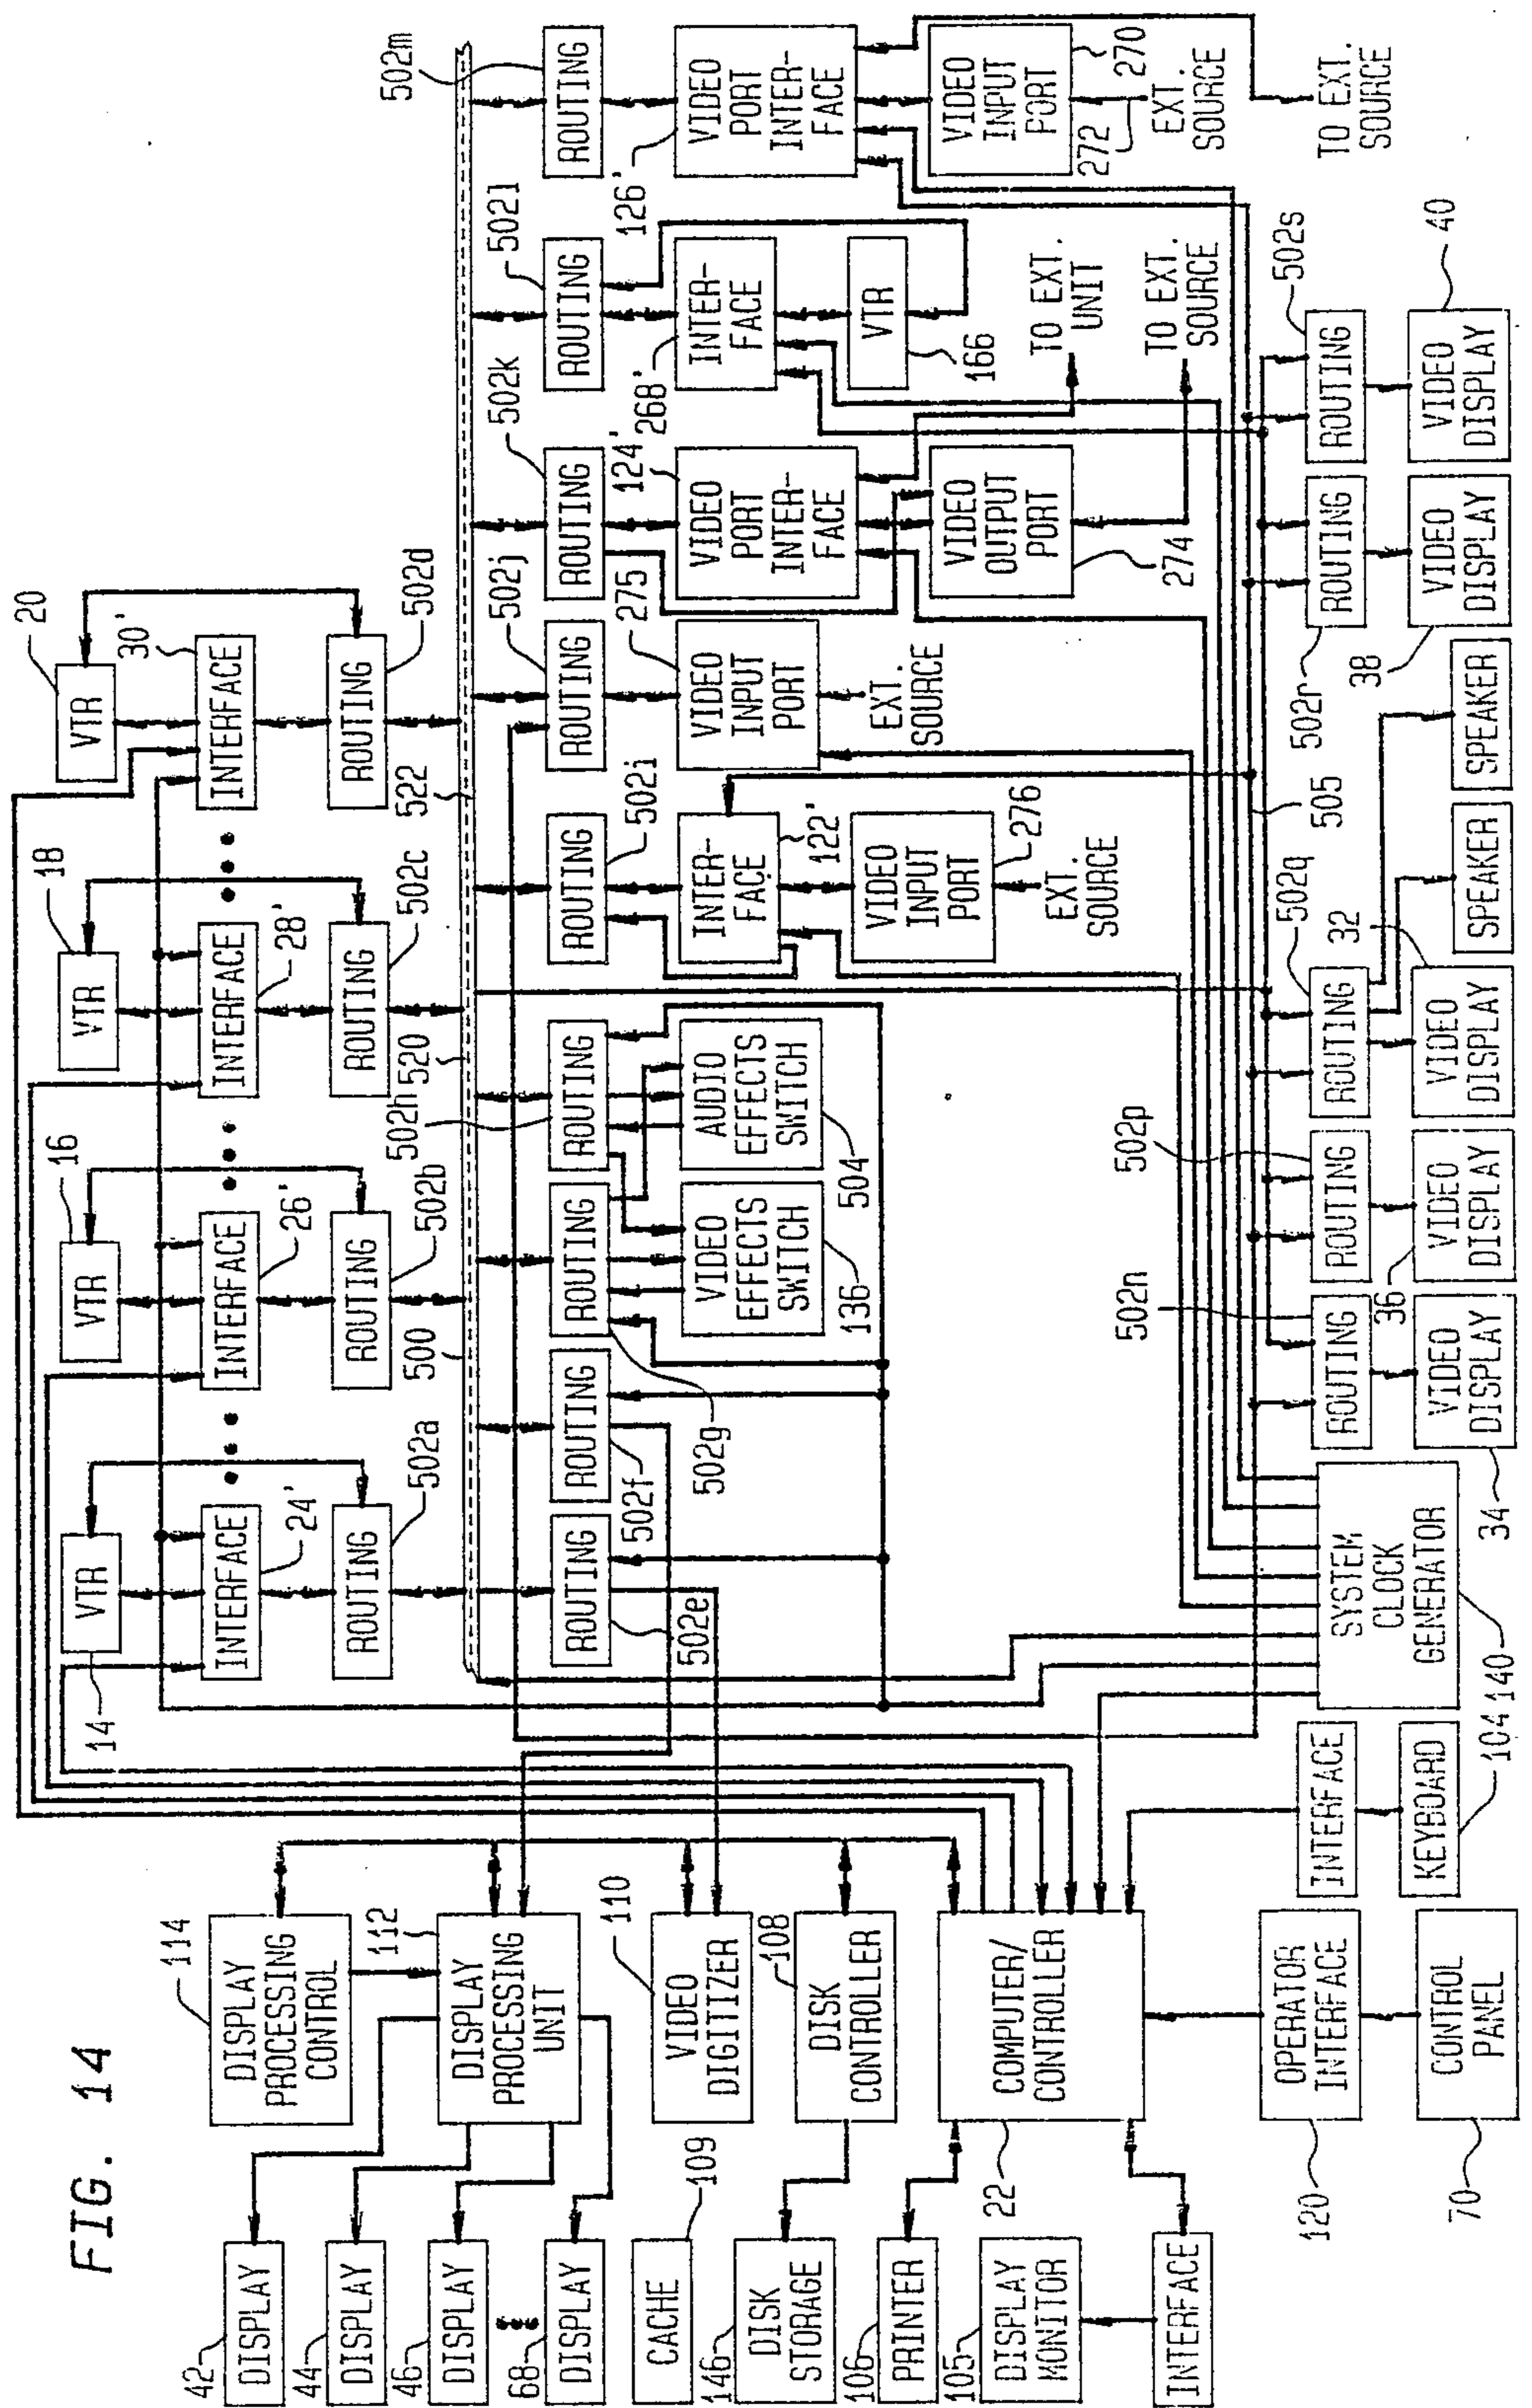 FIG. 14
42
DISPLAY
44
DISPLAY
46
DISPLAY
68
DISPLAY
CACHE
109
146
DISK
STORAGE
106
PRINTER
105
DISPLAY
MONITOR
INTERFACE
114
DISPLAY
PROCESSING
CONTROL
112
DISPLAY
PROCESSING
UNIT
110
VIDEO
DIGITIZER
108
DISK
CONTROLLER
COMPUTER/
CONTROLLER
22
120
OPERATOR
INTERFACE
70
CONTROL
PANEL
INTERFACE
KEYBOARD
104
140
SYSTEM
CLOCK
GENERATOR
14
VTR
INTERFACE
24'
ROUTING
502a
16
VTR
INTERFACE
26'
ROUTING
502b
18
VTR
INTERFACE
28'
ROUTING
502c
20
VTR
30'
INTERFACE
ROUTING
502d
500
520
522
ROUTING
502e
ROUTING
502f
ROUTING
502g
VIDEO
EFFECTS
SWITCH
136
502h
ROUTING
AUDIO
EFFECTS
SWITCH
504
ROUTING
502i
INTER-
FACE
122'
VIDEO
INPUT
PORT
276
EXT.
SOURCE
502j
ROUTING
275
VIDEO
INPUT
PORT
EXT.
SOURCE
502k
ROUTING
124'
VIDEO
PORT
INTER-
FACE
VIDEO
OUTPUT
PORT
274
TO EXT.
UNIT
TO EXT.
SOURCE
502l
ROUTING
268'
INTER-
FACE
VTR
166
502m
ROUTING
126'
VIDEO
PORT
INTER-
FACE
VIDEO
INPUT
PORT
270
272
EXT.
SOURCE
TO EXT.
SOURCE
502n
ROUTING
34
VIDEO
DISPLAY
502p
ROUTING
36
VIDEO
DISPLAY
502q
ROUTING
32
VIDEO
DISPLAY
SPEAKER
SPEAKER
505
502r
ROUTING
38
VIDEO
DISPLAY
502s
ROUTING
40
VIDEO
DISPLAY